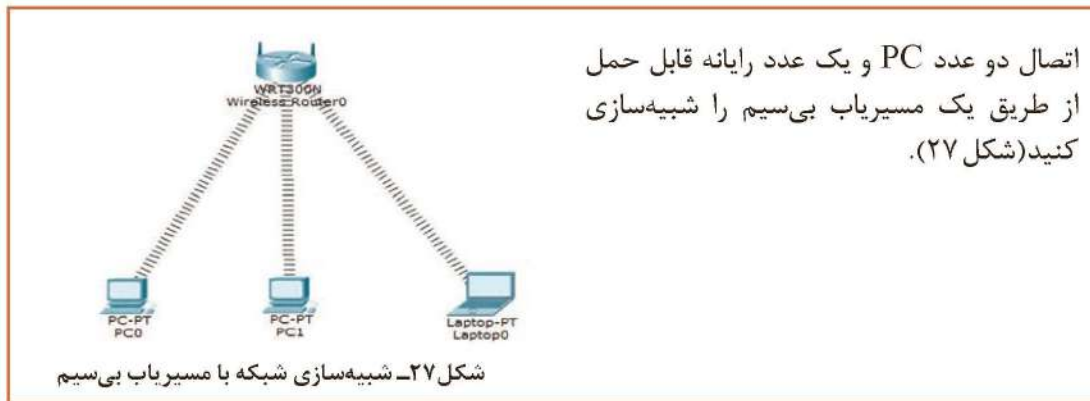 اتصال دو عدد PC و یک عدد رایانه قابل حمل
از طریق یک مسیریاب بی‌سیم را شبیه‌سازی
کنید(شکل ۲۷).
WRT300N
Wireless Router0
PC-PT
PC0
PC-PT
PC1
Laptop-PT
Laptop0
شکل۲۷ـ شبیه‌سازی شبکه با مسیریاب بی‌سیم